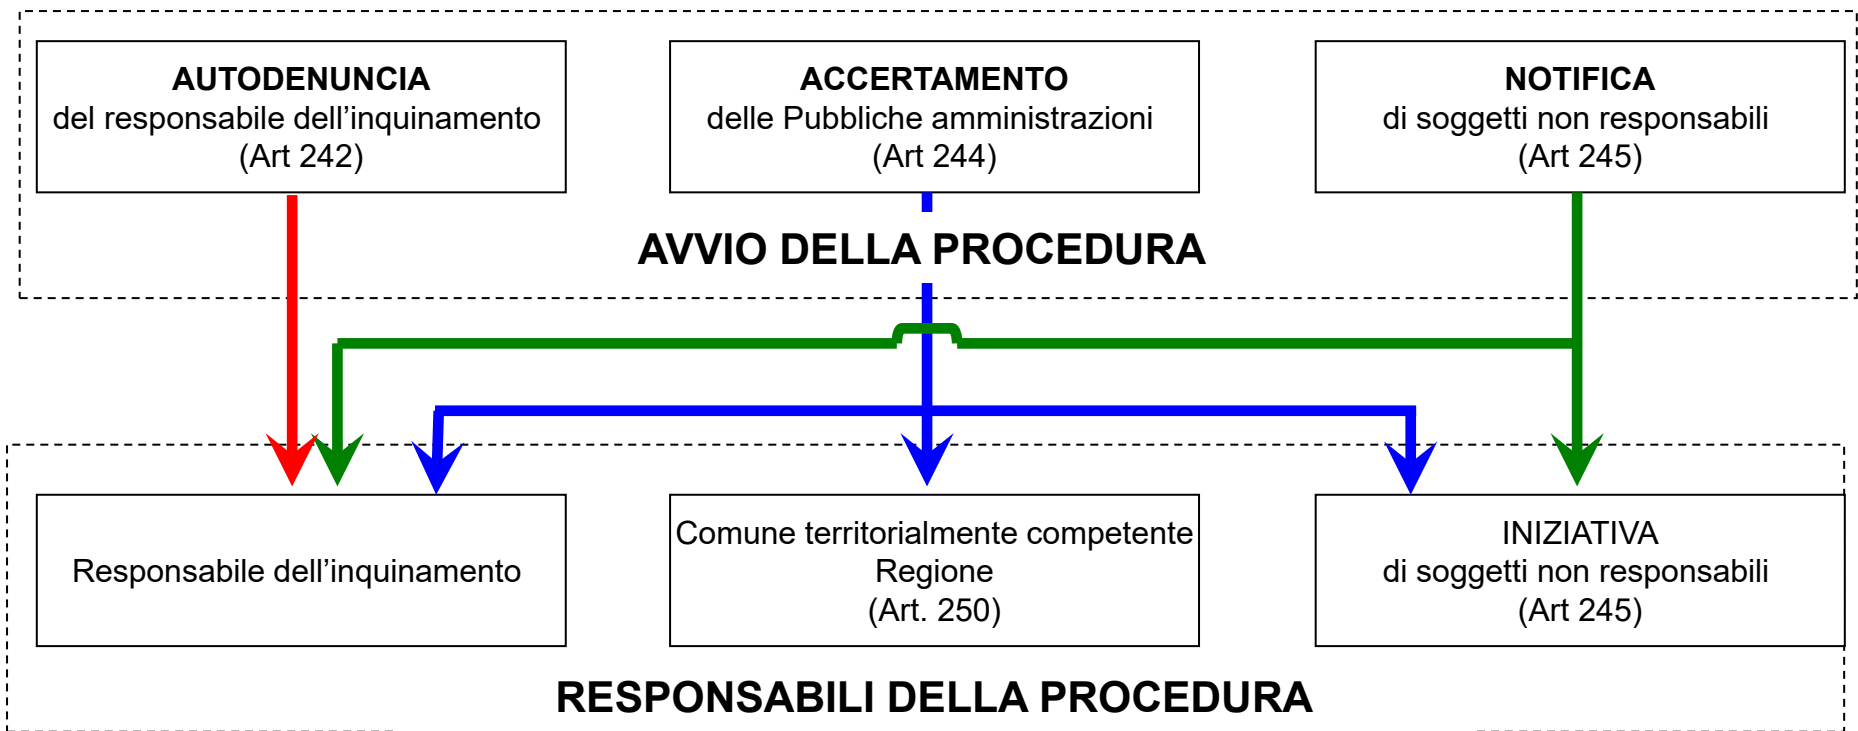 AUTODENUNCIA
del responsabile dell’inquinamento
(Art 242)
ACCERTAMENTO
delle Pubbliche amministrazioni
(Art 244)
NOTIFICA
di soggetti non responsabili
(Art 245)
AVVIO DELLA PROCEDURA
Responsabile dell’inquinamento
Comune territorialmente competente
Regione
(Art. 250)
INIZIATIVA
di soggetti non responsabili
(Art 245)
RESPONSABILI DELLA PROCEDURA